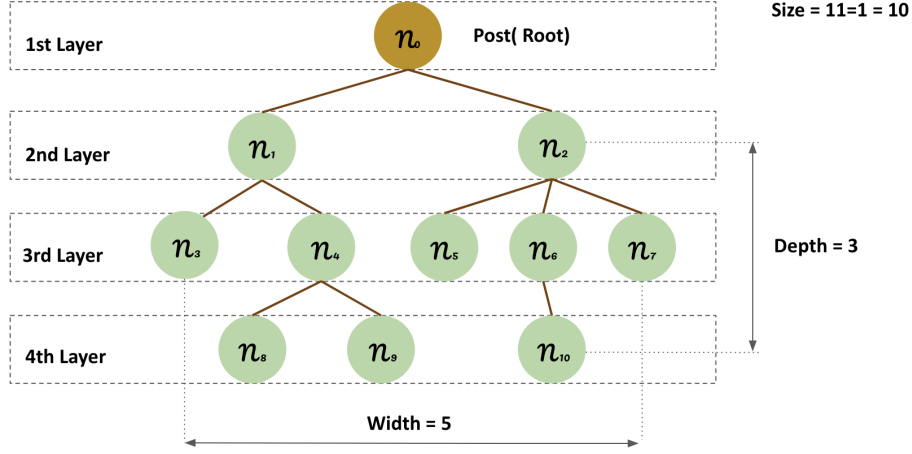 Size = 11=1 = 10
1st Layer
n₀
Post( Root)
2nd Layer
n₁
n₂
3rd Layer
n₃
n₄
n₅
n₆
n₇
Depth = 3
4th Layer
n₈
n₉
n₁₀
Width = 5